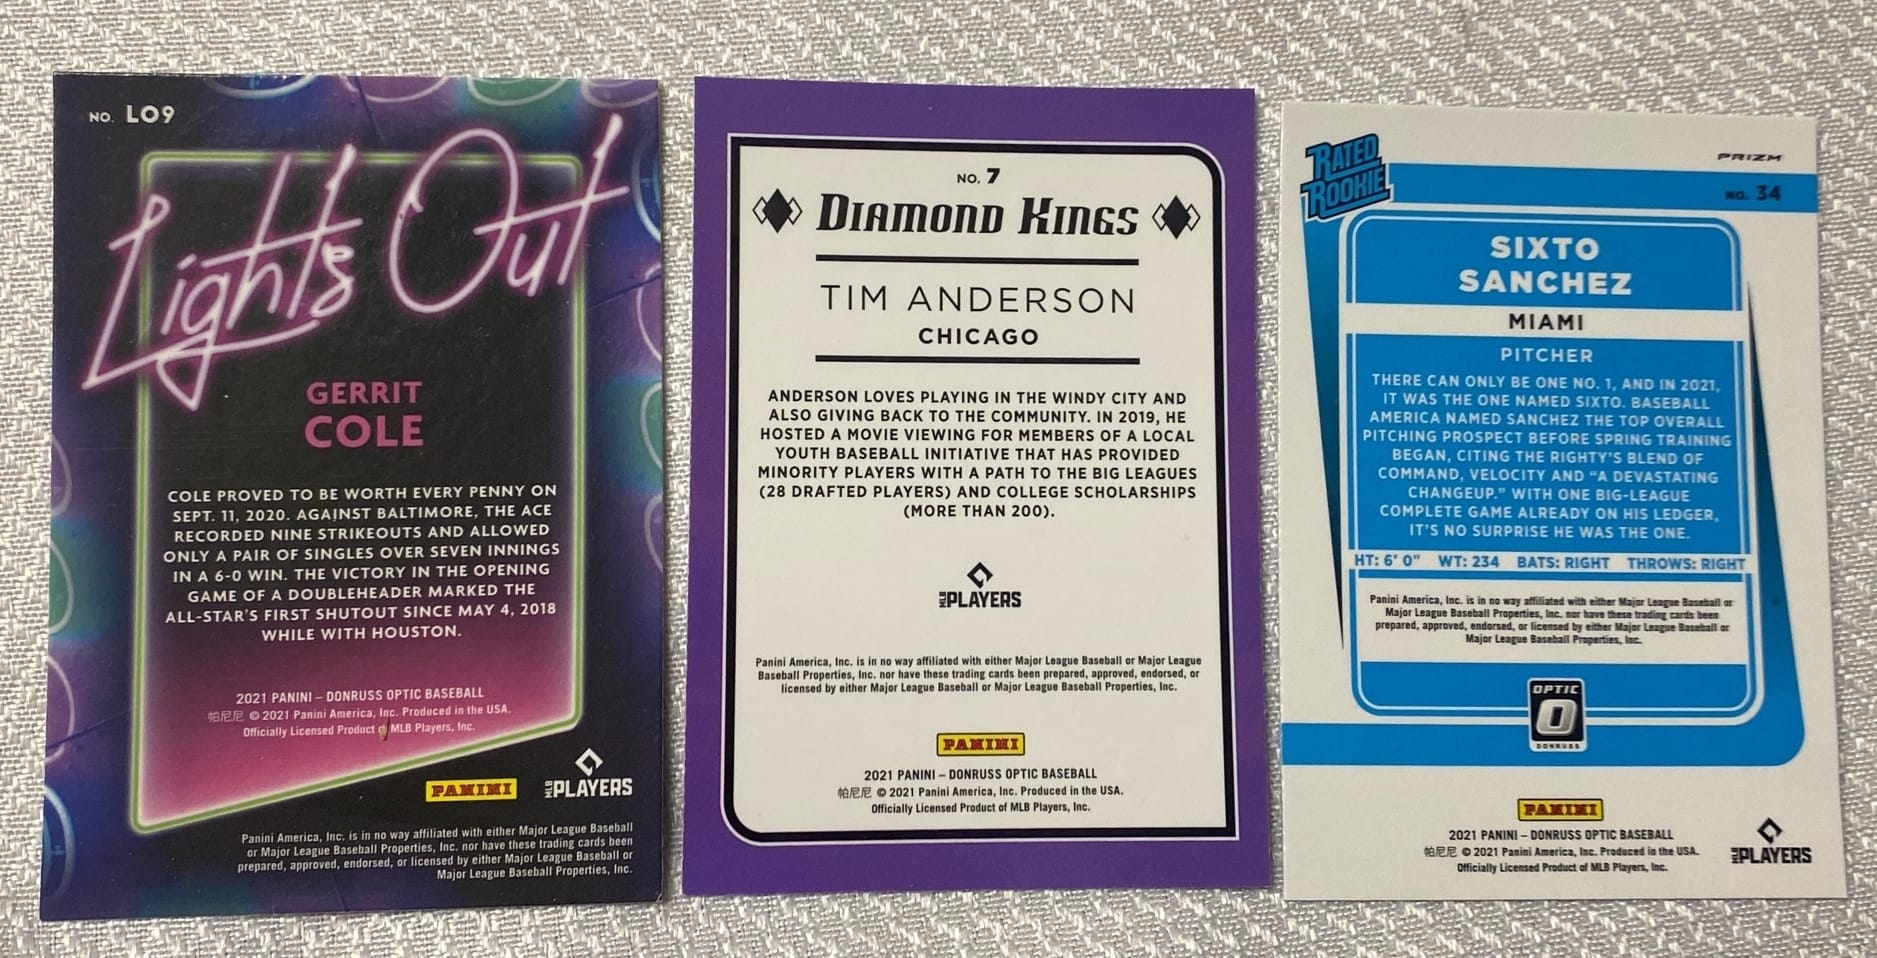 NO. LO9
Lights Out
GERRIT
COLE
COLE PROVED TO BE WORTH EVERY PENNY ON
SEPT. 11, 2020. AGAINST BALTIMORE, THE ACE
RECORDED NINE STRIKEOUTS AND ALLOWED
ONLY A PAIR OF SINGLES OVER SEVEN INNINGS
IN A 6-0 WIN. THE VICTORY IN THE OPENING
GAME OF A DOUBLEHEADER MARKED THE
ALL-STAR'S FIRST SHUTOUT SINCE MAY 4, 2018
WHILE WITH HOUSTON.
2021 PANINI – DONRUSS OPTIC BASEBALL
帕尼尼 © 2021 Panini America, Inc. Produced in the USA.
Officially Licensed Product of MLB Players, Inc.
PANINI
MLB PLAYERS
Panini America, Inc. is in no way affiliated with either Major League Baseball
or Major League Baseball Properties, Inc. nor have these trading cards been
prepared, approved, endorsed, or licensed by either Major League Baseball or
Major League Baseball Properties, Inc.
NO. 7
DIAMOND KINGS
TIM ANDERSON
CHICAGO
ANDERSON LOVES PLAYING IN THE WINDY CITY AND
ALSO GIVING BACK TO THE COMMUNITY. IN 2019, HE
HOSTED A MOVIE VIEWING FOR MEMBERS OF A LOCAL
YOUTH BASEBALL INITIATIVE THAT HAS PROVIDED
MINORITY PLAYERS WITH A PATH TO THE BIG LEAGUES
(28 DRAFTED PLAYERS) AND COLLEGE SCHOLARSHIPS
(MORE THAN 200).
MLB PLAYERS
Panini America, Inc. is in no way affiliated with either Major League Baseball or Major League
Baseball Properties, Inc. nor have these trading cards been prepared, approved, endorsed, or
licensed by either Major League Baseball or Major League Baseball Properties, Inc.
PANINI
2021 PANINI – DONRUSS OPTIC BASEBALL
帕尼尼 © 2021 Panini America, Inc. Produced in the USA.
Officially Licensed Product of MLB Players, Inc.
RATED
ROOKIE
PRIZM
NO. 34
SIXTO
SANCHEZ
MIAMI
PITCHER
THERE CAN ONLY BE ONE NO. 1, AND IN 2021,
IT WAS THE ONE NAMED SIXTO. BASEBALL
AMERICA NAMED SANCHEZ THE TOP OVERALL
PITCHING PROSPECT BEFORE SPRING TRAINING
BEGAN, CITING THE RIGHTY'S BLEND OF
COMMAND, VELOCITY AND “A DEVASTATING
CHANGEUP.” WITH ONE BIG-LEAGUE
COMPLETE GAME ALREADY ON HIS LEDGER,
IT'S NO SURPRISE HE WAS THE ONE.
HT: 6' 0" WT: 234 BATS: RIGHT THROWS: RIGHT
Panini America, Inc. is in no way affiliated with either Major League Baseball or
Major League Baseball Properties, Inc. nor have these trading cards been
prepared, approved, endorsed, or licensed by either Major League Baseball or
Major League Baseball Properties, Inc.
OPTIC
DONRUSS
PANINI
2021 PANINI – DONRUSS OPTIC BASEBALL
帕尼尼 © 2021 Panini America, Inc. Produced in the USA.
Officially Licensed Product of MLB Players, Inc.
MLB PLAYERS